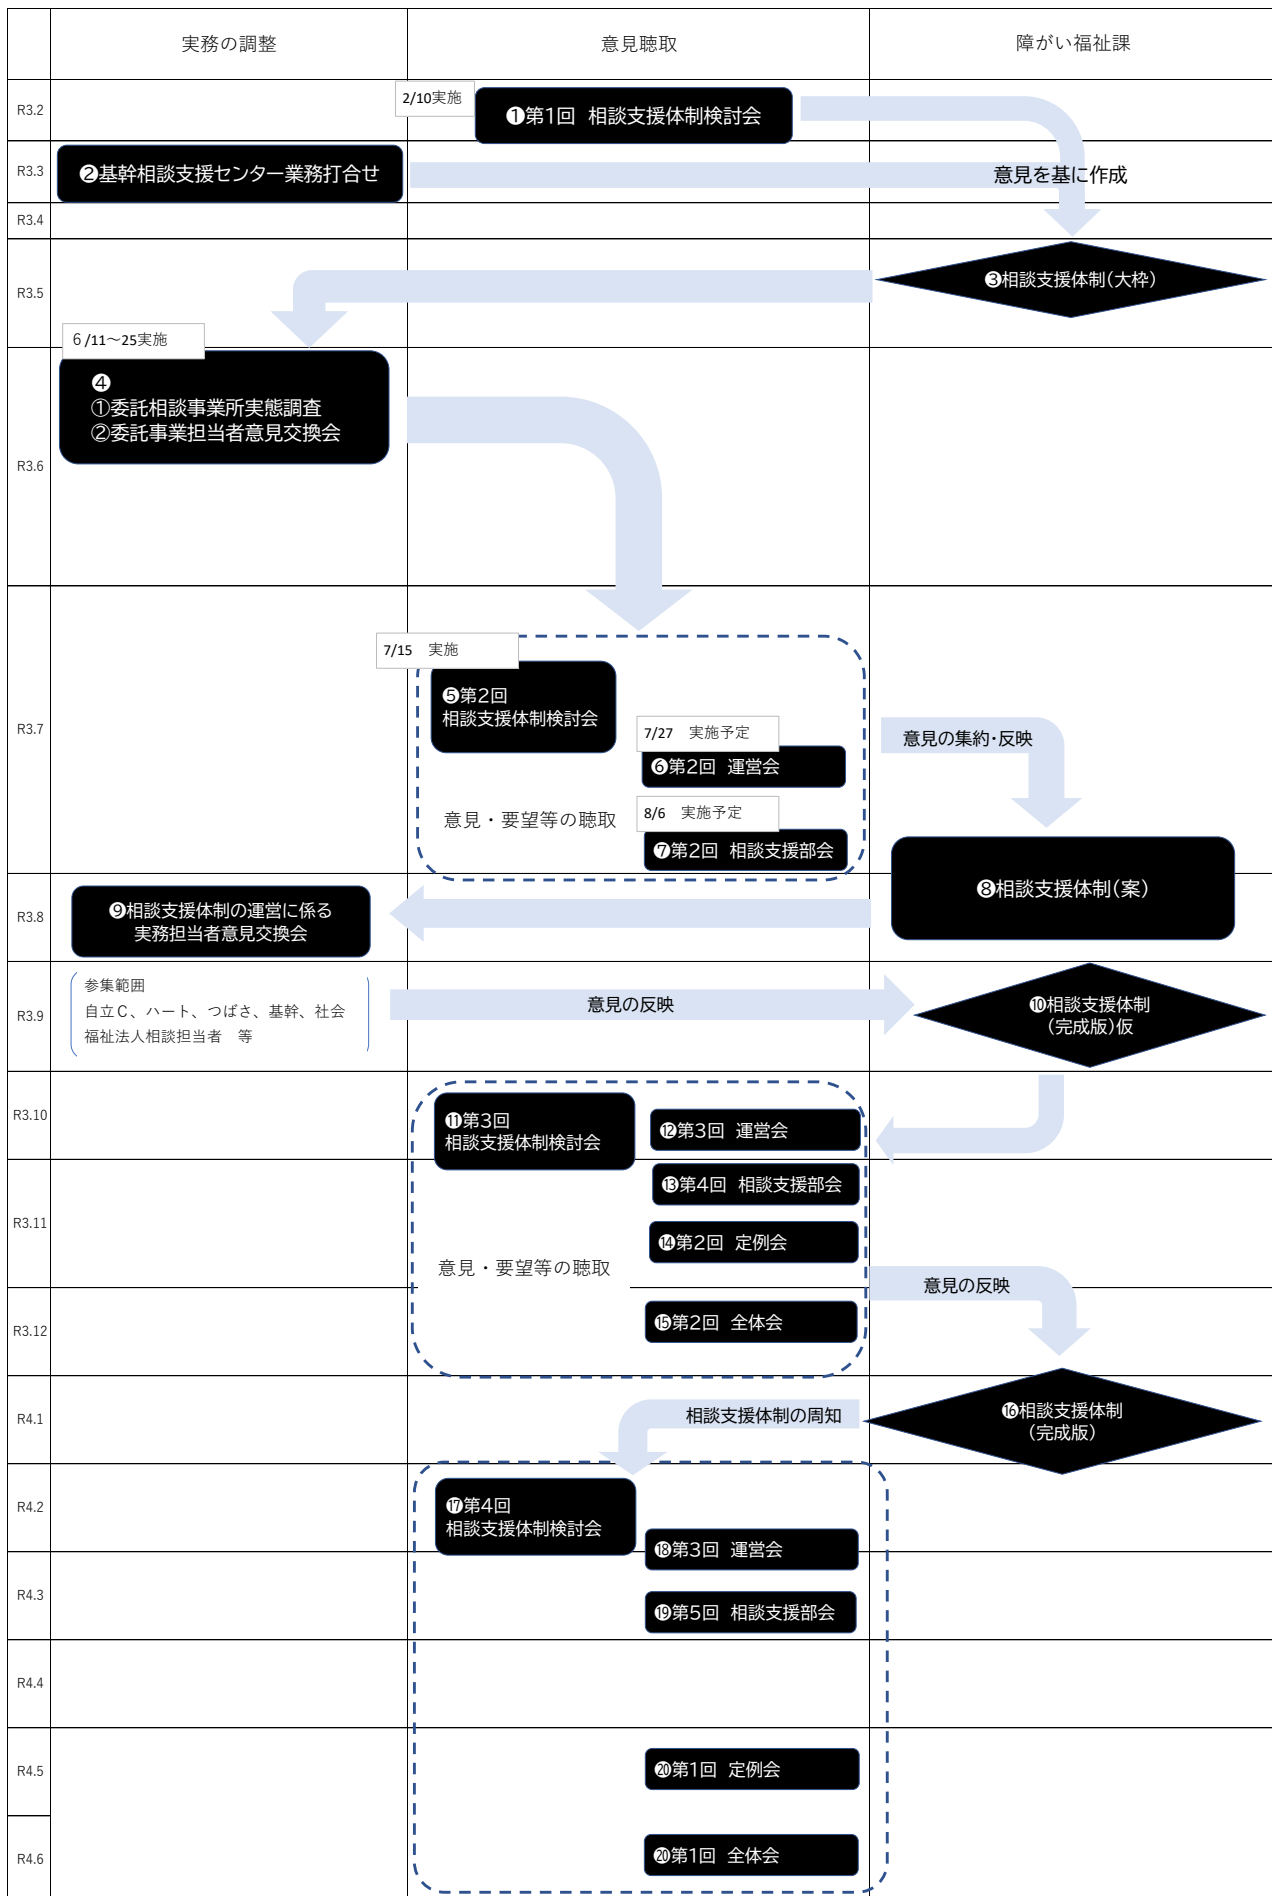 実務の調整
意見聴取
障がい福祉課
R3.2
2/10実施
❶第1回 相談支援体制検討会
R3.3
❷基幹相談支援センター業務打合せ
意見を基に作成
R3.4
R3.5
❸相談支援体制(大枠)
6/11～25実施
R3.6
❹
①委託相談事業所実態調査
②委託事業担当者意見交換会
R3.7
7/15 実施
❺第2回
相談支援体制検討会
7/27 実施予定
❻第2回 運営会
意見・要望等の聴取
8/6 実施予定
❼第2回 相談支援部会
意見の集約・反映
❽相談支援体制(案)
R3.8
❾相談支援体制の運営に係る
実務担当者意見交換会
R3.9
参集範囲
自立C、ハート、つばさ、基幹、社会
福祉法人相談担当者 等
意見の反映
❿相談支援体制
(完成版)仮
R3.10
⓫第3回
相談支援体制検討会
⓬第3回 運営会
R3.11
⓭第4回 相談支援部会
⓮第2回 定例会
意見・要望等の聴取
意見の反映
R3.12
⓯第2回 全体会
R4.1
相談支援体制の周知
⓰相談支援体制
(完成版)
R4.2
⓱第4回
相談支援体制検討会
⓲第3回 運営会
R4.3
⓳第5回 相談支援部会
R4.4
R4.5
⓴第1回 定例会
R4.6
⓴第1回 全体会